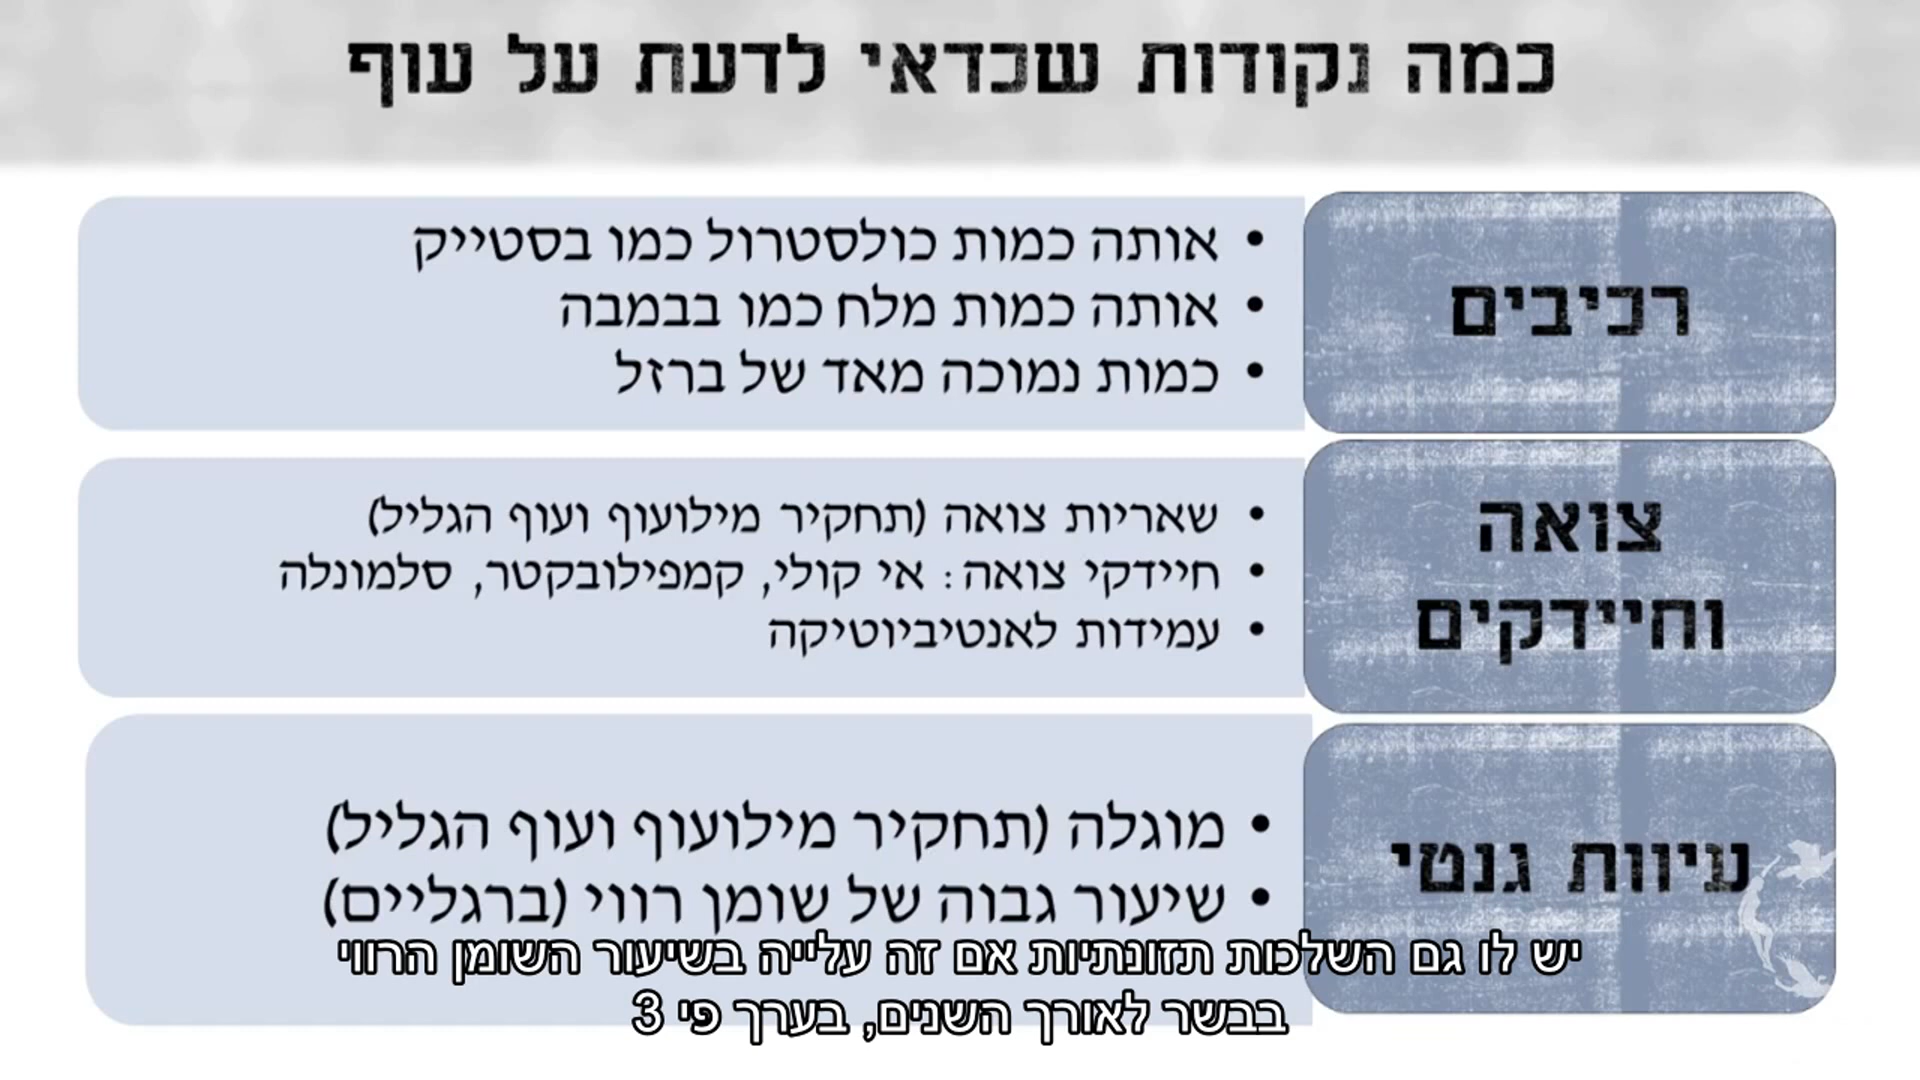 כמה נקודות שכדאי לדעת על עוף
רכיבים
• אותה כמות כולסטרול כמו בסטייק
• אותה כמות מלח כמו בבמבה
• כמות נמוכה מאד של ברזל
צואה
וחיידקים
• שאריות צואה (תחקיר מילועוף ועוף הגליל)
• חיידקי צואה: אי קולי, קמפילובקטר, סלמונלה
• עמידות לאנטיביוטיקה
עיוות גנטי
• מוגלה (תחקיר מילועוף ועוף הגליל)
• שיעור גבוה של שומן רווי (ברגליים)
יש לו גם השלכות תזונתיות אם זה עלייה בשיעור השומן הרווי
בבשר לאורך השנים, בערך פי 3